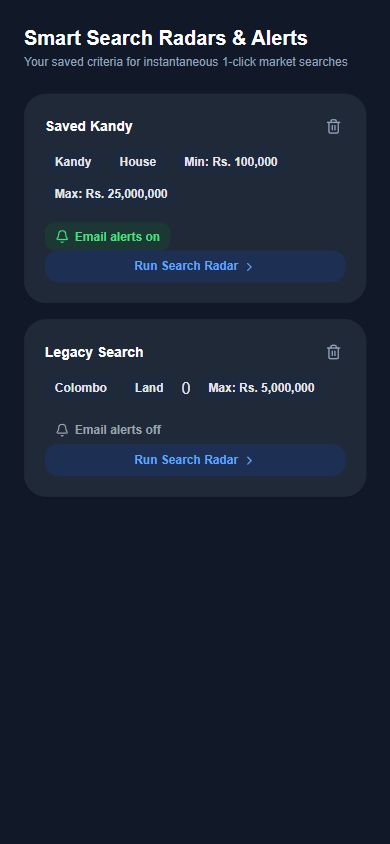 Smart Search Radars & Alerts
Your saved criteria for instantaneous 1-click market searches
Saved Kandy
Kandy House Min: Rs. 100,000
Max: Rs. 25,000,000
Email alerts on
Run Search Radar
Legacy Search
Colombo Land 0 Max: Rs. 5,000,000
Email alerts off
Run Search Radar